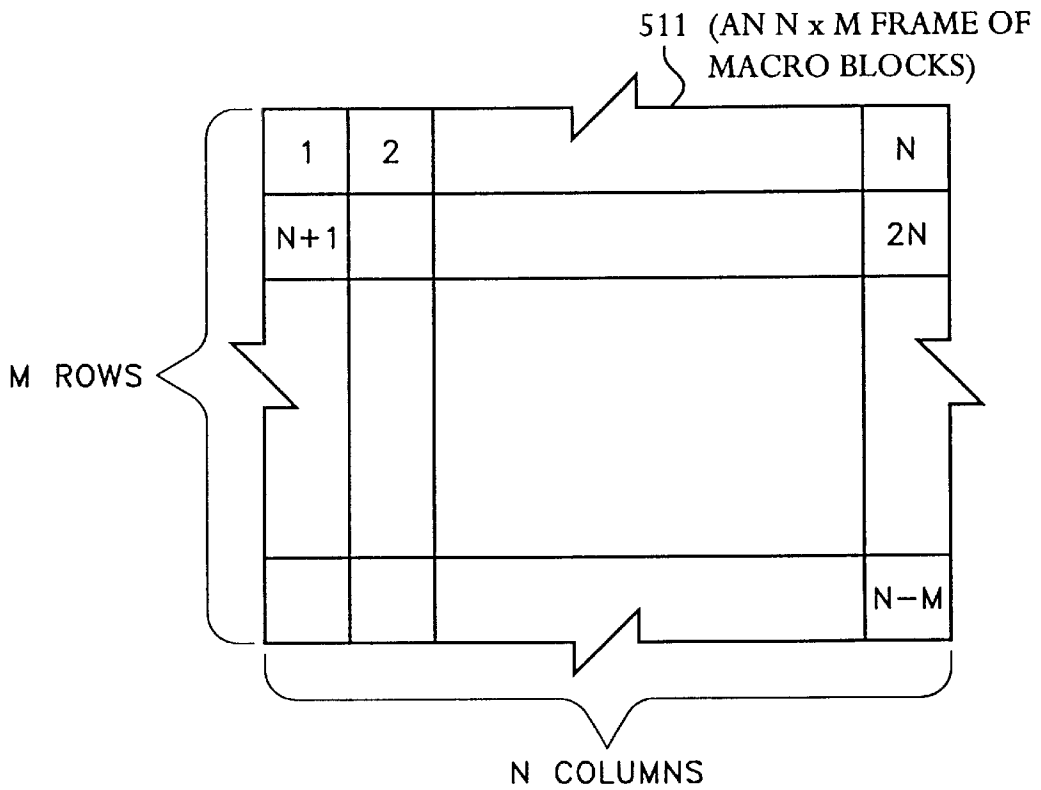 511 (AN N x M FRAME OF
MACRO BLOCKS)
1 2 N
N+1 2N
M ROWS
N-M
N COLUMNS